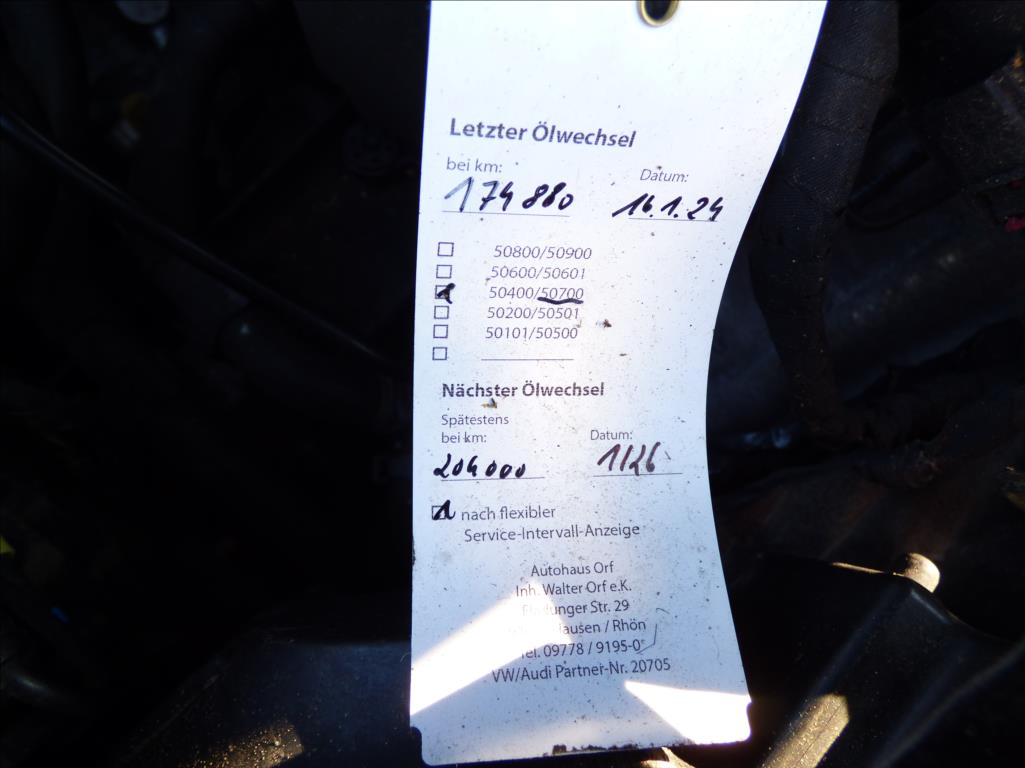 Letzter Ölwechsel
bei km: Datum:
174 880 16.1.24
50800/50900
50600/50601
50400/50700
50200/50501
50101/50500
Nächster Ölwechsel
Spätestens
bei km: Datum:
204 000 1/26
nach flexibler
Service-Intervall-Anzeige
Autohaus Orf
Inh. Walter Orf e.K.
Str. 29
/ Rhön
Tel. 09778 / 9195-0
VW/Audi Partner-Nr. 20705